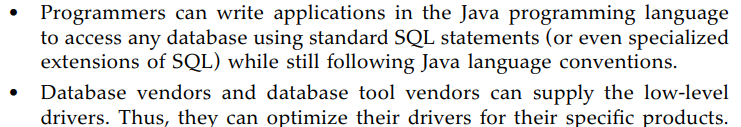 • Programmers can write applications in the Java programming language
to access any database using standard SQL statements (or even specialized
extensions of SQL) while still following Java language conventions.
• Database vendors and database tool vendors can supply the low-level
drivers. Thus, they can optimize their drivers for their specific products.